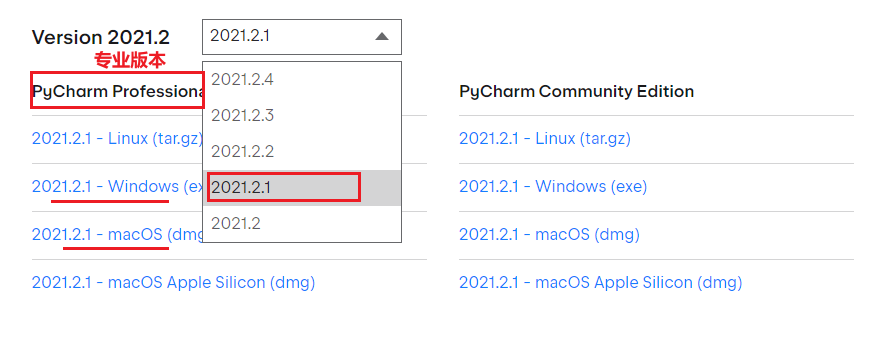 Version 2021.2
2021.2.1
专业版本
2021.2.4
PyCharm Professiona
PyCharm Community Edition
2021.2.3
2021.2.1 - Linux (tar.gz)
2021.2.1 - Linux (tar.gz)
2021.2.2
2021.2.1 - Windows (ex
2021.2.1
2021.2.1 - Windows (exe)
2021.2.1 - macOS (dmg
2021.2
2021.2.1 - macOS (dmg)
2021.2.1 - macOS Apple Silicon (dmg)
2021.2.1 - macOS Apple Silicon (dmg)